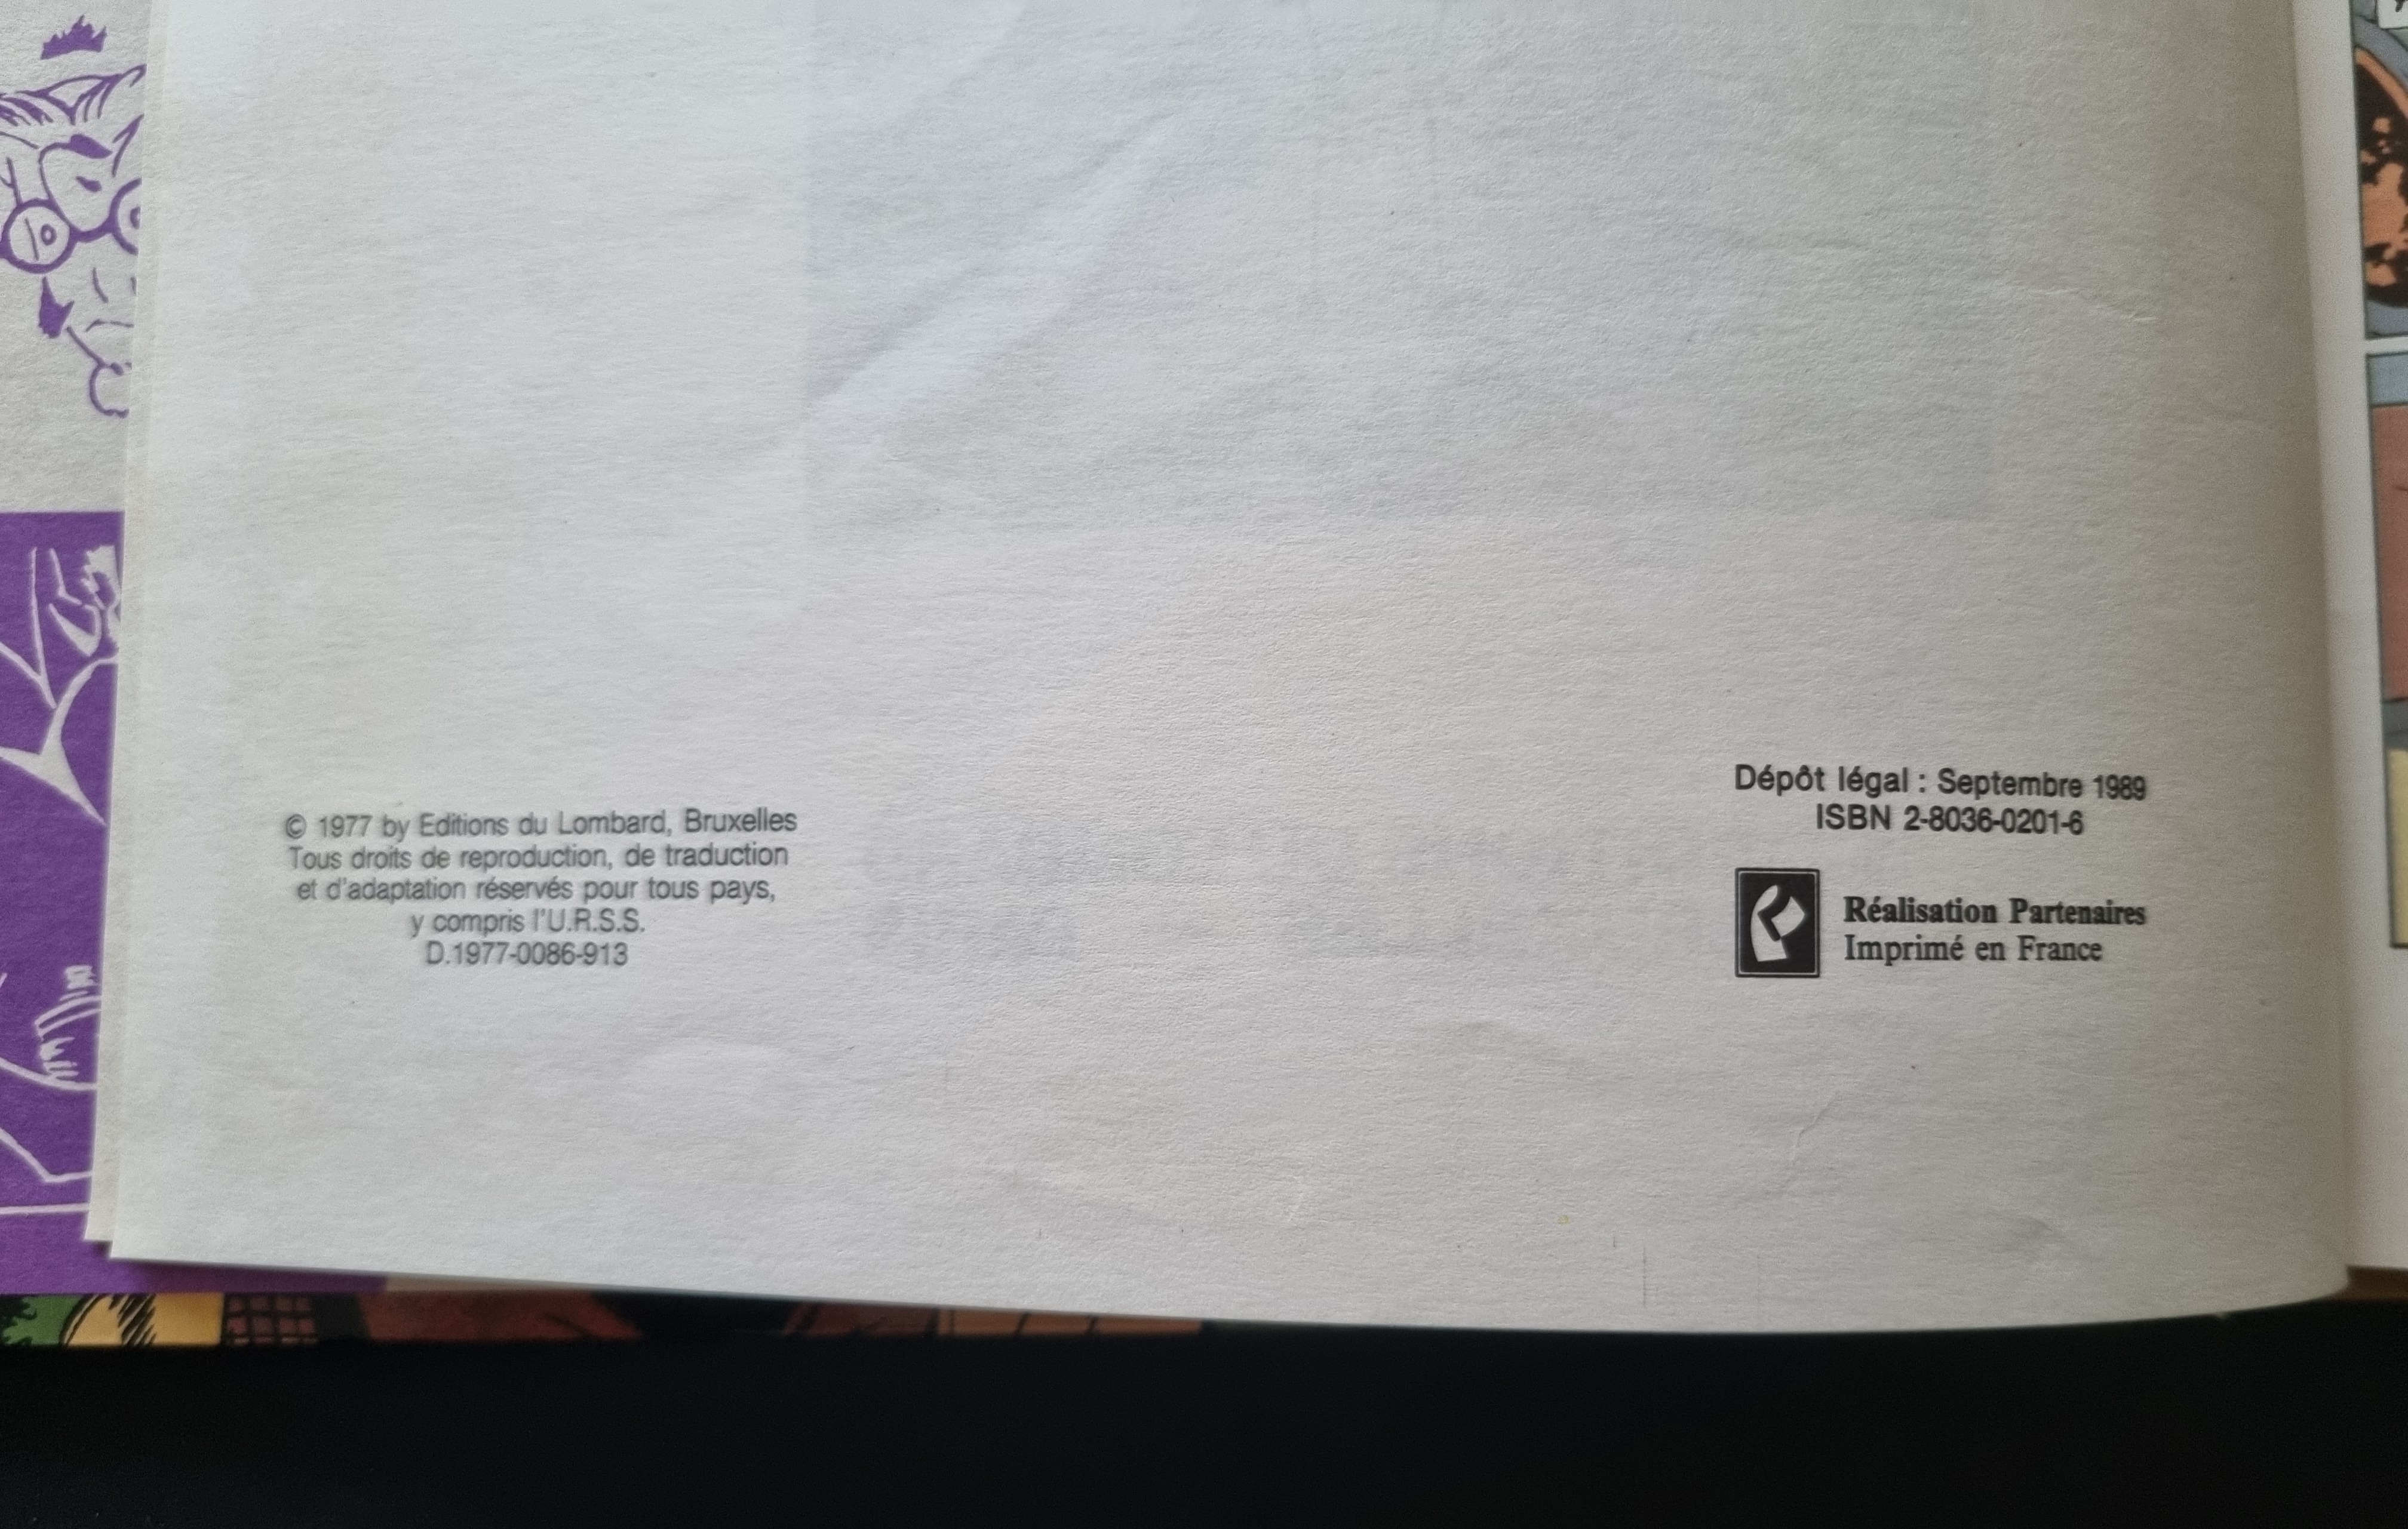 © 1977 by Editions du Lombard, Bruxelles
Tous droits de reproduction, de traduction
et d'adaptation réservés pour tous pays,
y compris l'U.R.S.S.
D.1977-0086-913
Dépôt légal : Septembre 1989
ISBN 2-8036-0201-6
Réalisation Partenaires
Imprimé en France